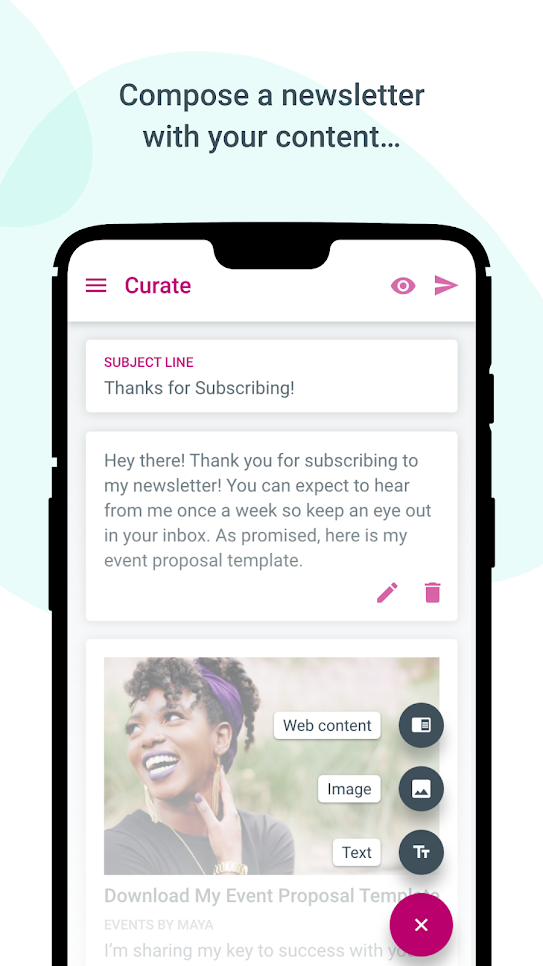 Compose a newsletter
with your content…
Curate
SUBJECT LINE
Thanks for Subscribing!
Hey there! Thank you for subscribing to
my newsletter! You can expect to hear
from me once a week so keep an eye out
in your inbox. As promised, here is my
event proposal template.
Web content
Image
Text
Tt
Download My Event Proposal Template
EVENTS BY MAYA
I'm sharing my key to success with